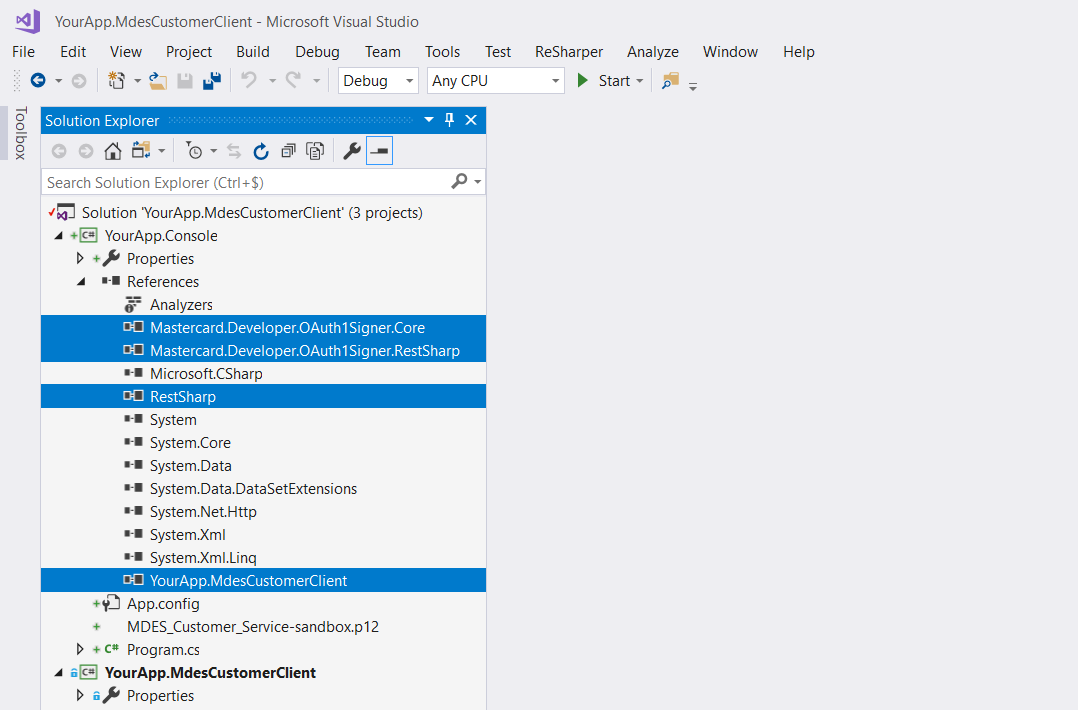 YourApp.MdesCustomerClient - Microsoft Visual Studio
File Edit View Project Build Debug Team Tools Test ReSharper Analyze Window Help
Debug Any CPU Start
Toolbox
Solution Explorer
Search Solution Explorer (Ctrl+$)
Solution 'YourApp.MdesCustomerClient' (3 projects)
C# YourApp.Console
Properties
References
Analyzers
Mastercard.Developer.OAuth1Signer.Core
Mastercard.Developer.OAuth1Signer.RestSharp
Microsoft.CSharp
RestSharp
System
System.Core
System.Data
System.Data.DataSetExtensions
System.Net.Http
System.Xml
System.Xml.Linq
YourApp.MdesCustomerClient
App.config
MDES_Customer_Service-sandbox.p12
C# Program.cs
C# YourApp.MdesCustomerClient
Properties